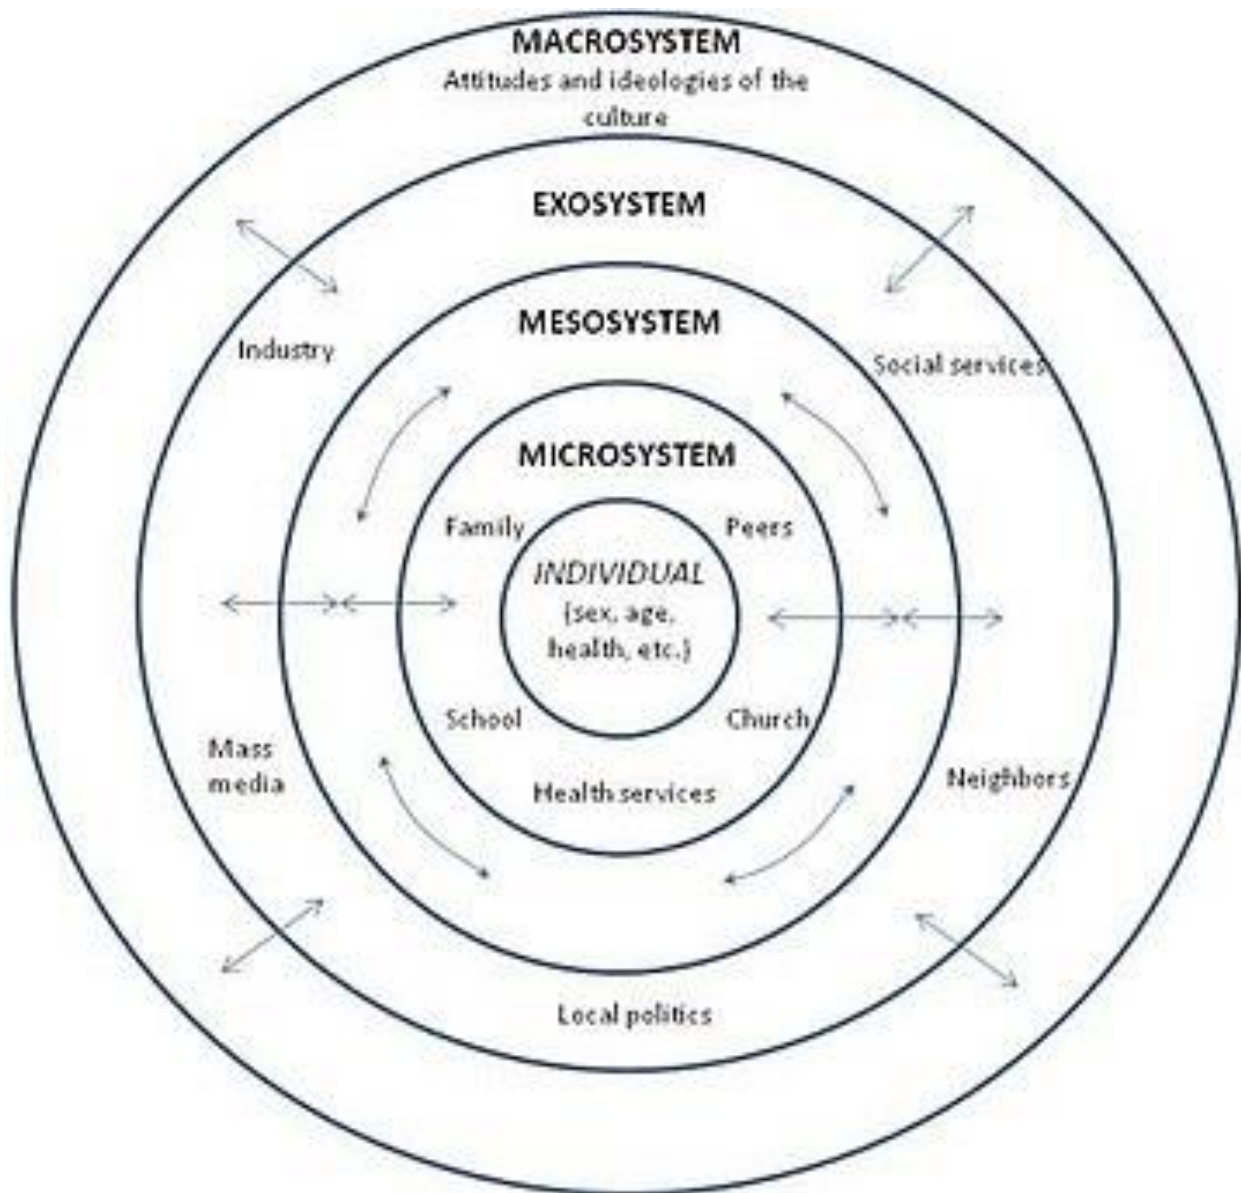 MACROSYSTEM
Attitudes and ideologies of the
culture
EXOSYSTEM
MESOSYSTEM
Industry
Social services
MICROSYSTEM
Family
Peers
INDIVIDUAL
(sex, age,
health, etc.)
School
Church
Mass
media
Neighbors
Health services
Local politics